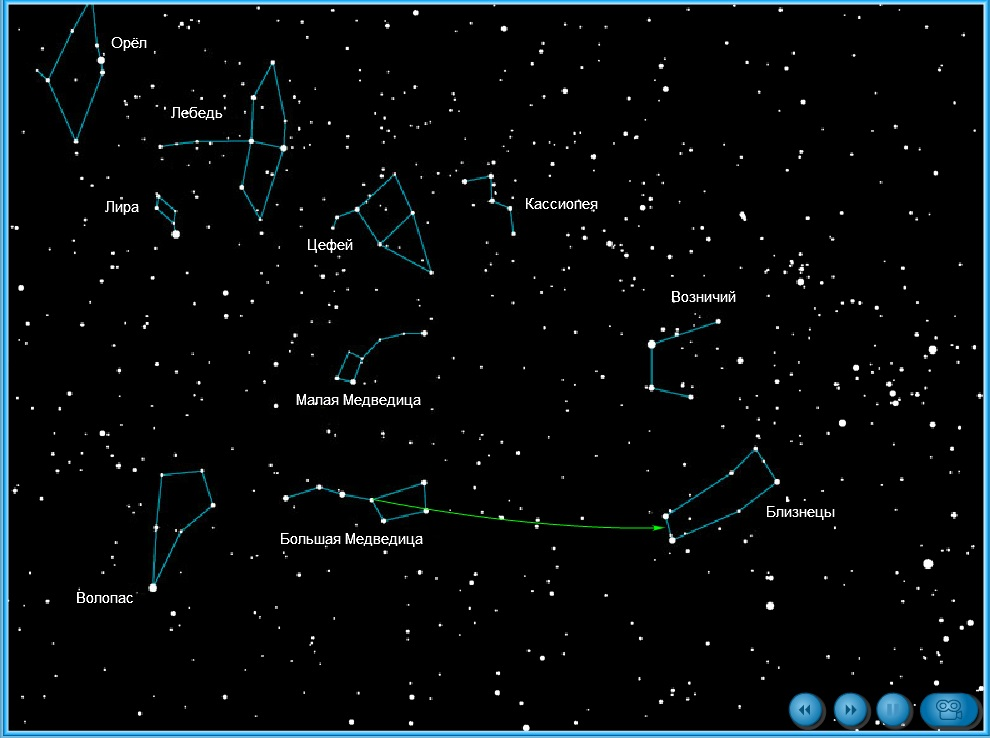 Орёл
Лебедь
Лира
Кассиопея
Цефей
Возничий
Малая Медведица
Близнецы
Большая Медведица
Волопас